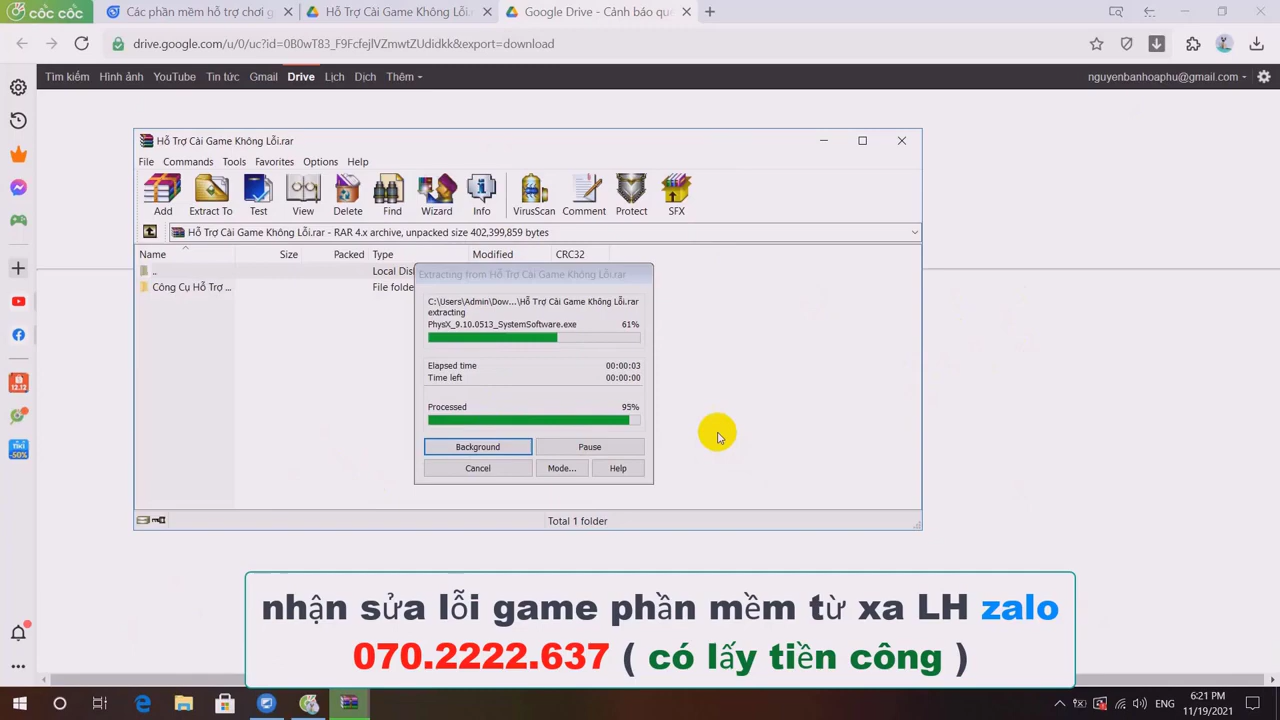 cốc cốc
Các phần mềm hỗ trợ chơi g
Hỗ Trợ Cài Game Không Lỗi.
Google Drive - Cảnh báo qu
drive.google.com/u/0/uc?id=0B0wT83_F9FcfejlVZmwtZUdidkk&export=download
Tìm kiếm Hình ảnh YouTube Tin tức Gmail Drive Lịch Dịch Thêm
nguyenbanhoaphu@gmail.com
Hỗ Trợ Cài Game Không Lỗi.rar
File Commands Tools Favorites Options Help
Add Extract To Test View Delete Find Wizard Info VirusScan Comment Protect SFX
Hỗ Trợ Cài Game Không Lỗi.rar - RAR 4.x archive, unpacked size 402,399,859 bytes
Name Size Packed Type Modified CRC32
.. Local Dis
Công Cụ Hỗ Trợ ... File folde
Extracting from Hỗ Trợ Cài Game Không Lỗi.rar
C:\Users\Admin\Dow...\Hỗ Trợ Cài Game Không Lỗi.rar
extracting
PhysX_9.10.0513_SystemSoftware.exe 61%
Elapsed time 00:00:03
Time left 00:00:00
Processed 95%
Background Pause
Cancel Mode... Help
Total 1 folder
12.12
tiki
-50%
nhận sửa lỗi game phần mềm từ xa LH zalo
070.2222.637 ( có lấy tiền công )
ENG
6:21 PM
11/19/2021